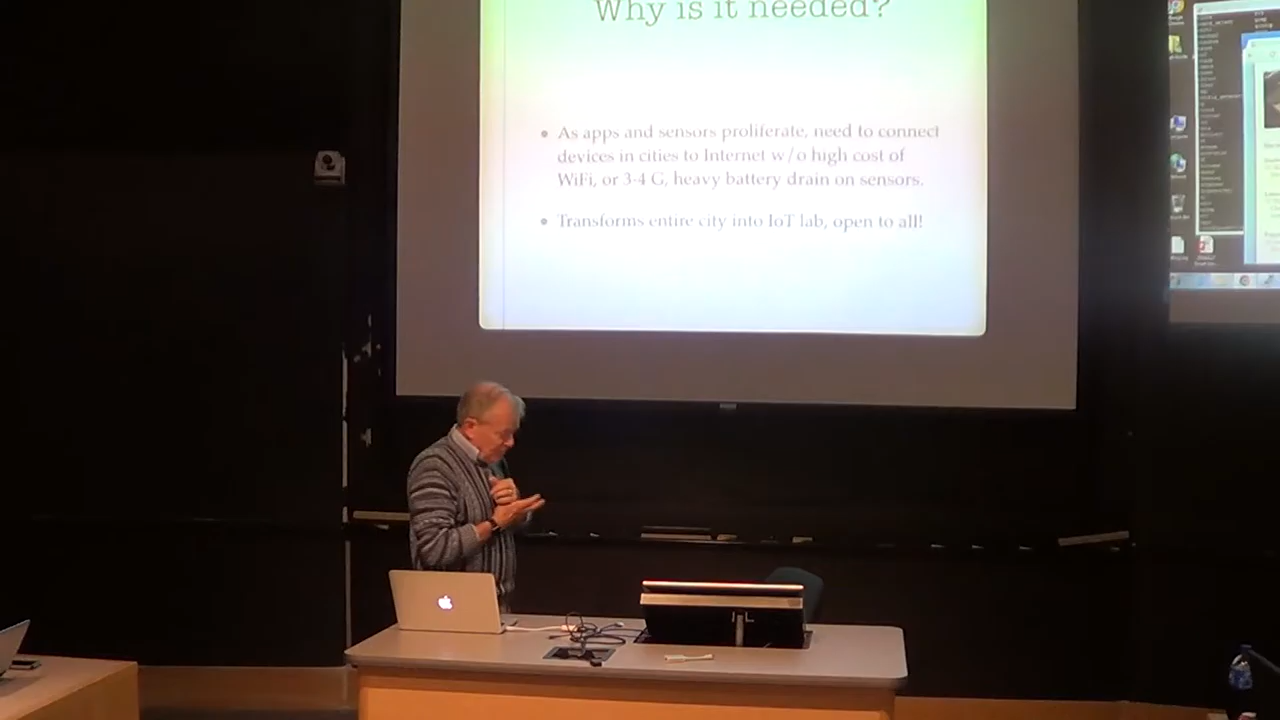 Why is it needed?
As apps and sensors proliferate, need to connect
devices in cities to Internet w/o high cost of
WiFi, or 3-4 G, heavy battery drain on sensors.
Transforms entire city into IoT lab, open to all!